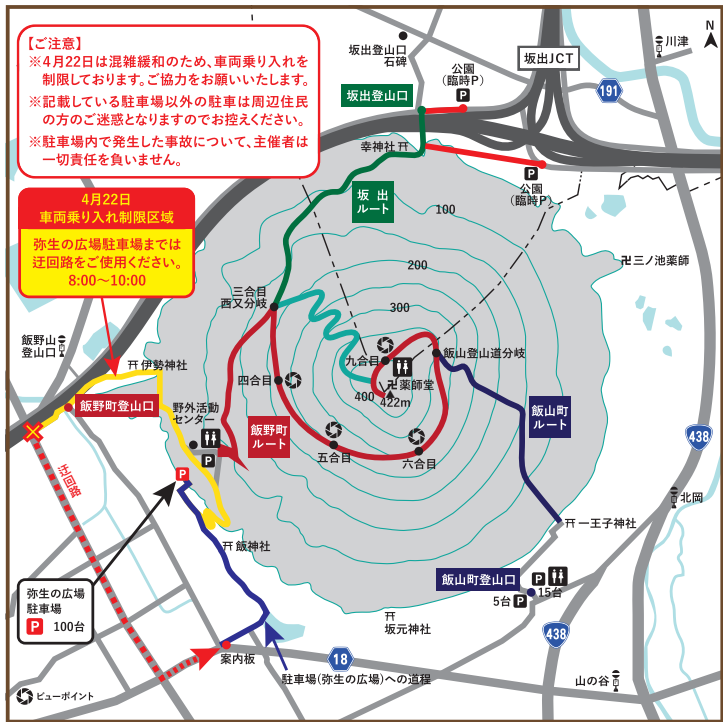 【ご注意】
※4月22日は混雑緩和のため、車両乗り入れを
制限しております。ご協力をお願いいたします。
※記載している駐車場以外の駐車は周辺住民
の方のご迷惑となりますのでお控えください。
※駐車場内で発生した事故について、主催者は
一切責任を負いません。
坂出登山口
石碑
坂出JCT
川津
N
公園
(臨時P)
P
坂出登山口
191
幸神社
P
公園
(臨時P)
4月22日
車両乗り入れ制限区域
弥生の広場駐車場までは
迂回路をご使用ください。
8:00〜10:00
坂出
ルート
100
200
300
三ノ池薬師
三合目
西又分岐
飯野山
登山口
伊勢神社
九合目
飯山登山道分岐
薬師堂
400
422m
四合目
飯野町登山口
野外活動
センター
P
飯野町
ルート
飯山町
ルート
五合目
六合目
438
迂回路
P
北岡
一王子神社
飯神社
弥生の広場
駐車場
P 100台
飯山町登山口
P
15台
5台
P
坂元神社
438
案内板
18
駐車場(弥生の広場)への道程
山の谷
ビューポイント